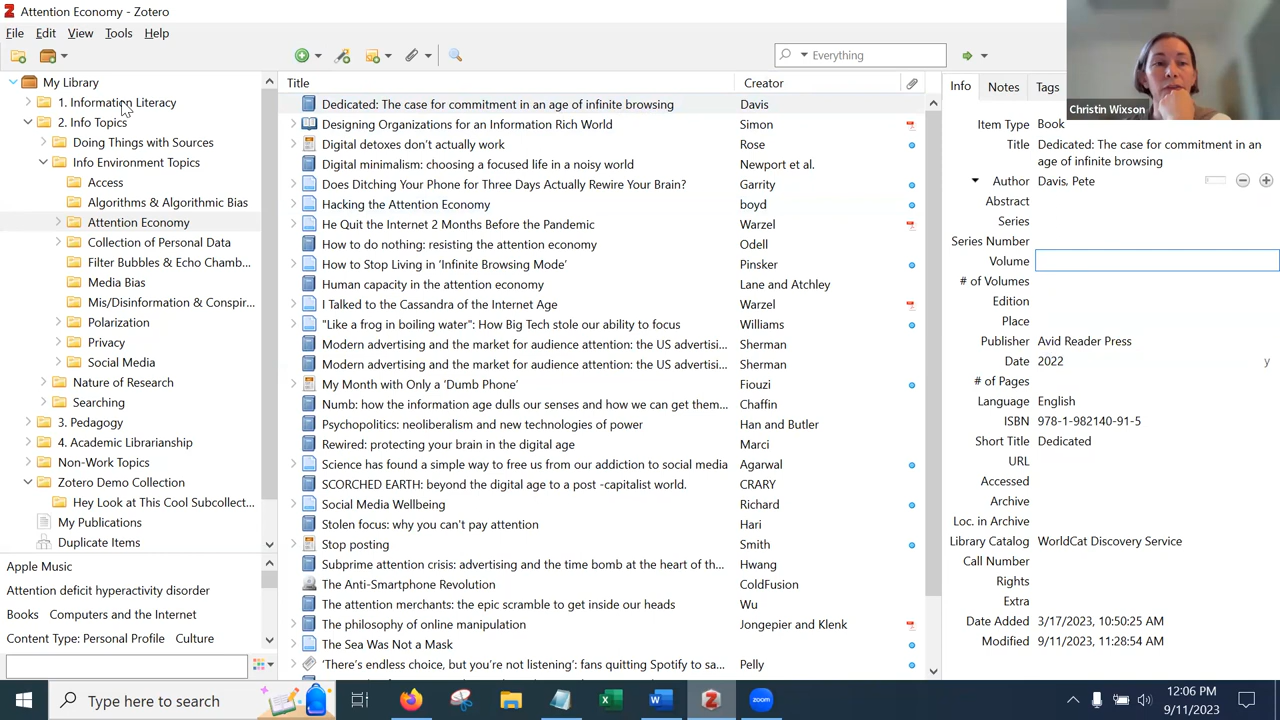 Attention Economy - Zotero
File Edit View Tools Help
Everything
Title Creator
My Library
1. Information Literacy
2. Info Topics
Doing Things with Sources
Info Environment Topics
Access
Algorithms & Algorithmic Bias
Attention Economy
Collection of Personal Data
Filter Bubbles & Echo Chamb...
Media Bias
Mis/Disinformation & Conspir...
Polarization
Privacy
Social Media
Nature of Research
Searching
3. Pedagogy
4. Academic Librarianship
Non-Work Topics
Zotero Demo Collection
Hey Look at This Cool Subcollect...
My Publications
Duplicate Items
Apple Music
Attention deficit hyperactivity disorder
Books Computers and the Internet
Content Type: Personal Profile Culture
Dedicated: The case for commitment in an age of infinite browsing Davis
Designing Organizations for an Information Rich World Simon
Digital detoxes don't actually work Rose
Digital minimalism: choosing a focused life in a noisy world Newport et al.
Does Ditching Your Phone for Three Days Actually Rewire Your Brain? Garrity
Hacking the Attention Economy boyd
He Quit the Internet 2 Months Before the Pandemic Warzel
How to do nothing: resisting the attention economy Odell
How to Stop Living in ‘Infinite Browsing Mode’ Pinsker
Human capacity in the attention economy Lane and Atchley
I Talked to the Cassandra of the Internet Age Warzel
"Like a frog in boiling water": How Big Tech stole our ability to focus Williams
Modern advertising and the market for audience attention: the US advertisi... Sherman
Modern advertising and the market for audience attention: the US advertisi... Sherman
My Month with Only a ‘Dumb Phone’ Fiouzi
Numb: how the information age dulls our senses and how we can get them... Chaffin
Psychopolitics: neoliberalism and new technologies of power Han and Butler
Rewired: protecting your brain in the digital age Marci
Science has found a simple way to free us from our addiction to social media Agarwal
SCORCHED EARTH: beyond the digital age to a post -capitalist world. CRARY
Social Media Wellbeing Richard
Stolen focus: why you can't pay attention Hari
Stop posting Smith
Subprime attention crisis: advertising and the time bomb at the heart of th... Hwang
The Anti-Smartphone Revolution ColdFusion
The attention merchants: the epic scramble to get inside our heads Wu
The philosophy of online manipulation Jongepier and Klenk
The Sea Was Not a Mask
‘There’s endless choice, but you’re not listening’: fans quitting Spotify to sa... Pelly
Christin Wixson
Info Notes Tags
Item Type Book
Title Dedicated: The case for commitment in an
age of infinite browsing
Author Davis, Pete
Abstract
Series
Series Number
Volume
# of Volumes
Edition
Place
Publisher Avid Reader Press
Date 2022 y
# of Pages
Language English
ISBN 978-1-982140-91-5
Short Title Dedicated
URL
Accessed
Archive
Loc. in Archive
Library Catalog WorldCat Discovery Service
Call Number
Rights
Extra
Date Added 3/17/2023, 10:50:25 AM
Modified 9/11/2023, 11:28:54 AM
Type here to search
zoom
12:06 PM
9/11/2023